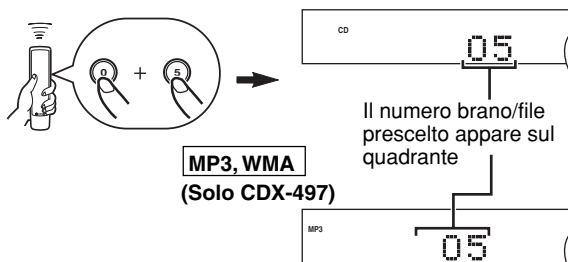 CD
05
0 + 5
Il numero brano/file
prescelto appare sul
quadrante
MP3, WMA
(Solo CDX-497)
MP3
05